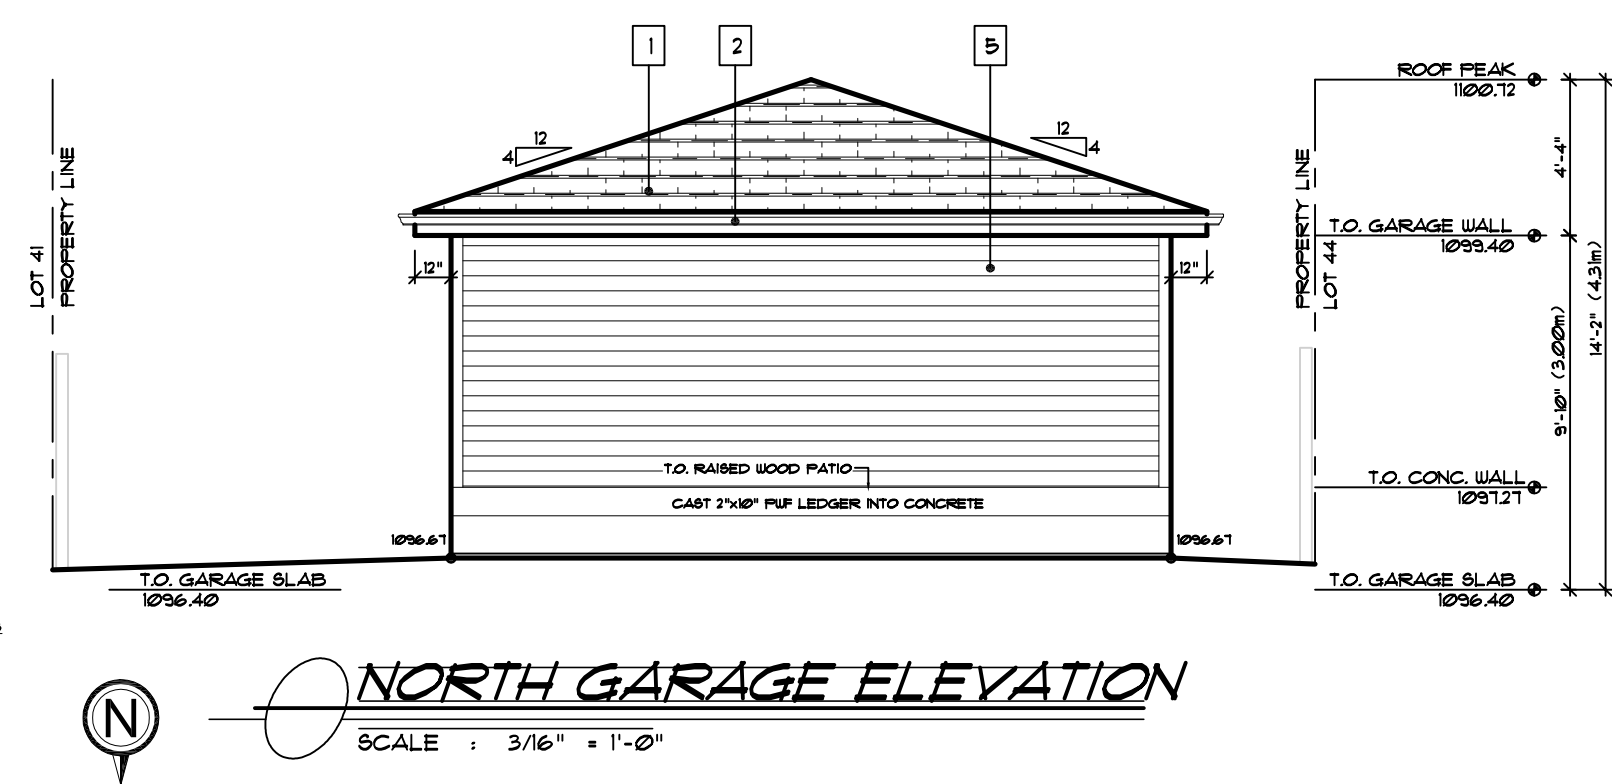 1
2
5
ROOF PEAK
1100.72
12
4
12
4
4'-4"
LOT 41
PROPERTY LINE
PROPERTY LINE
LOT 44
T.O. GARAGE WALL
1099.40
12"
12"
9'-10" (3.00m)
14'-2" (4.31m)
T.O. RAISED WOOD PATIO
T.O. CONC. WALL
1097.27
CAST 2"x10" PWF LEDGER INTO CONCRETE
1096.67
1096.67
T.O. GARAGE SLAB
1096.40
T.O. GARAGE SLAB
1096.40
N
NORTH GARAGE ELEVATION
SCALE : 3/16" = 1'-0"